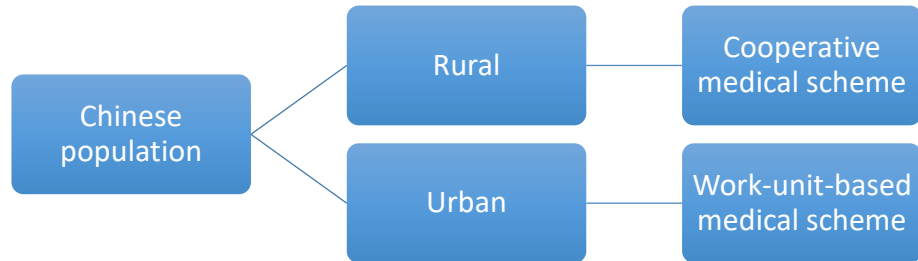 Chinese
population
Rural
Cooperative
medical scheme
Urban
Work-unit-based
medical scheme